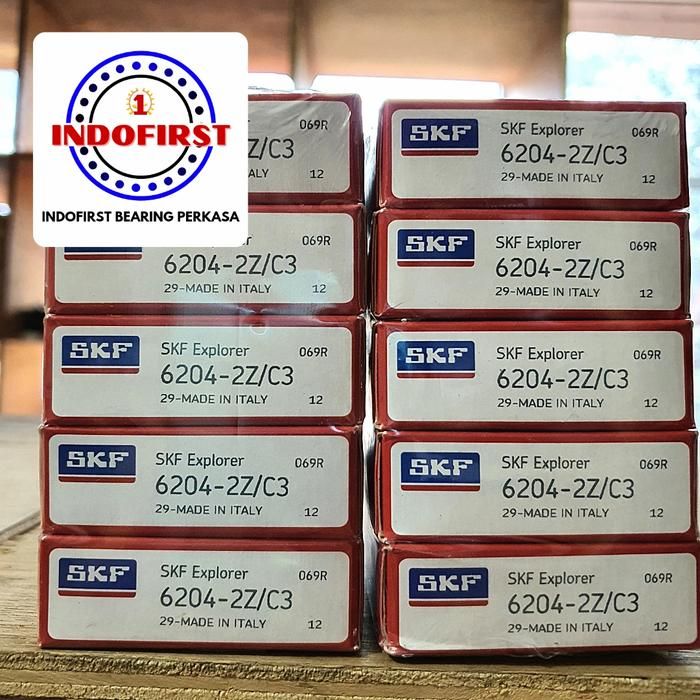 1
INDOFIRST
INDOFIRST BEARING PERKASA
069R
Z/C3
ALY 12
069R
6204-2Z/C3
29-MADE IN ITALY 12
SKF SKF Explorer 069R
6204-2Z/C3
29-MADE IN ITALY 12
SKF SKF Explorer 069R
6204-2Z/C3
29-MADE IN ITALY 12
SKF SKF Explorer 069R
6204-2Z/C3
29-MADE IN ITALY 12
SKF SKF Explorer 069R
6204-2Z/C3
29-MADE IN ITALY 12
SKF SKF Explorer 069R
6204-2Z/C3
29-MADE IN ITALY 12
SKF SKF Explorer 069R
6204-2Z/C3
29-MADE IN ITALY 12
SKF SKF Explorer 069R
6204-2Z/C3
29-MADE IN ITALY 12
SKF SKF Explorer 069R
6204-2Z/C3
29-MADE IN ITALY 12